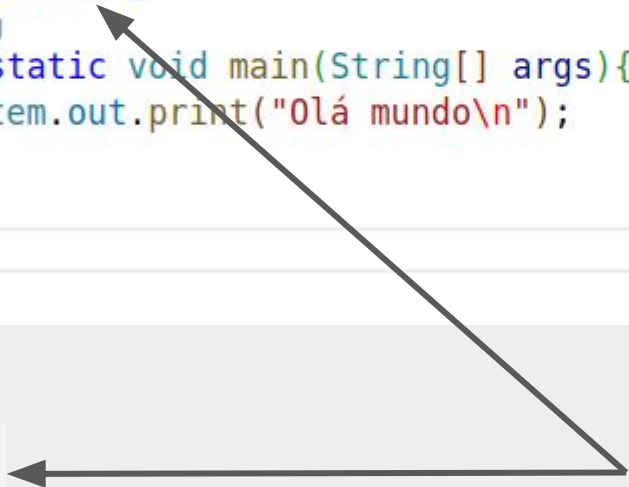 static void main(String[] args){
tem.out.print("Olá mundo\n");